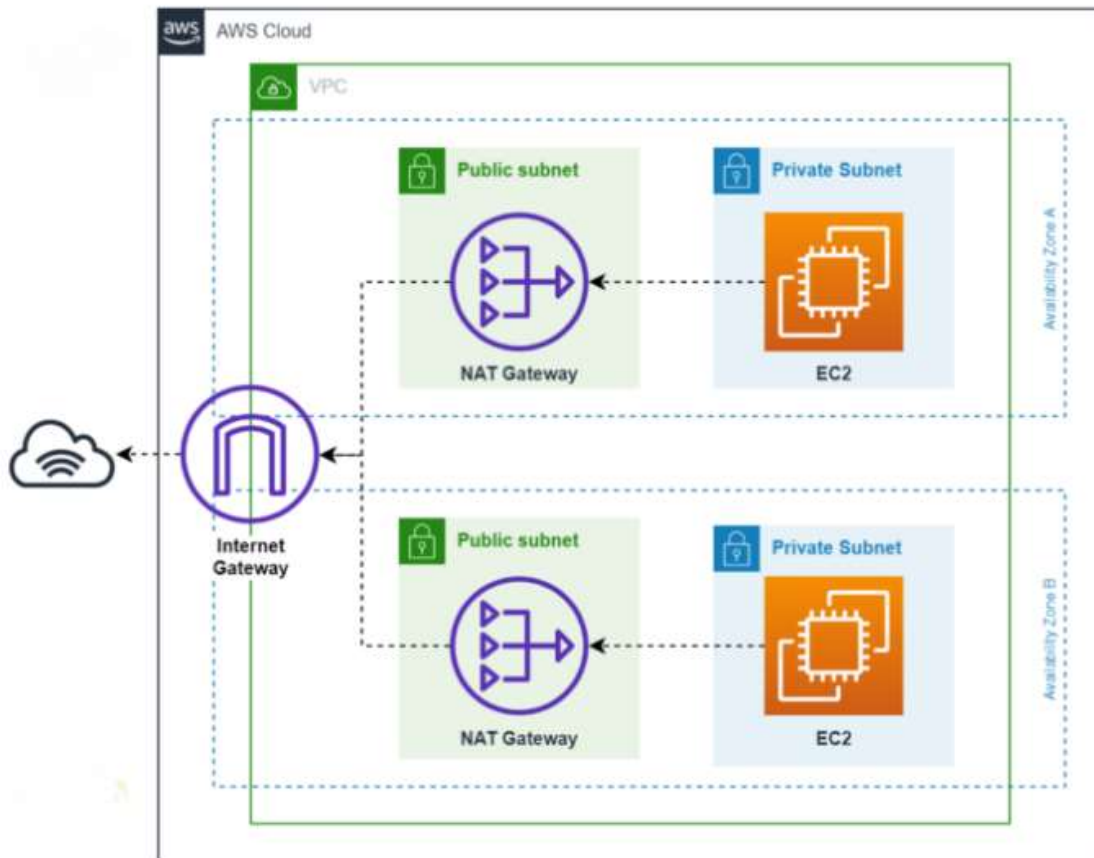 aws
AWS Cloud
VPC
Public subnet
Private Subnet
NAT Gateway
EC2
Availability Zone A
Internet
Gateway
Public subnet
Private Subnet
NAT Gateway
EC2
Availability Zone B